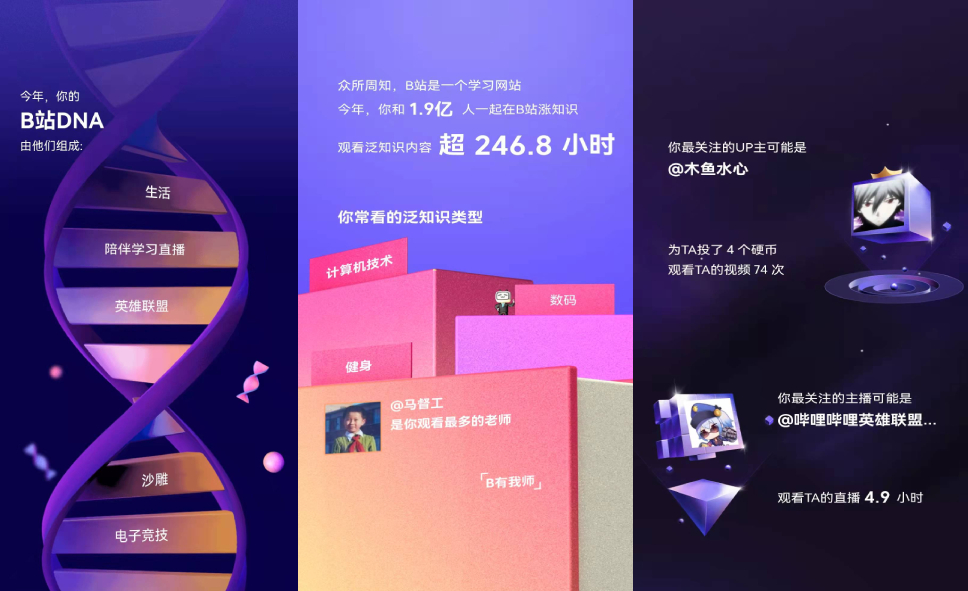 今年，你的
B站DNA
由他们组成:
生活
陪伴学习直播
英雄联盟
沙雕
电子竞技
众所周知，B站是一个学习网站
今年，你和 1.9亿 人一起在B站涨知识
观看泛知识内容 超 246.8 小时
你常看的泛知识类型
计算机技术
数码
健身
@马督工
是你观看最多的老师
「B有我师」
你最关注的UP主可能是
@木鱼水心
为TA投了 4 个硬币
观看TA的视频 74 次
你最关注的主播可能是
@哔哩哔哩英雄联盟...
观看TA的直播 4.9 小时